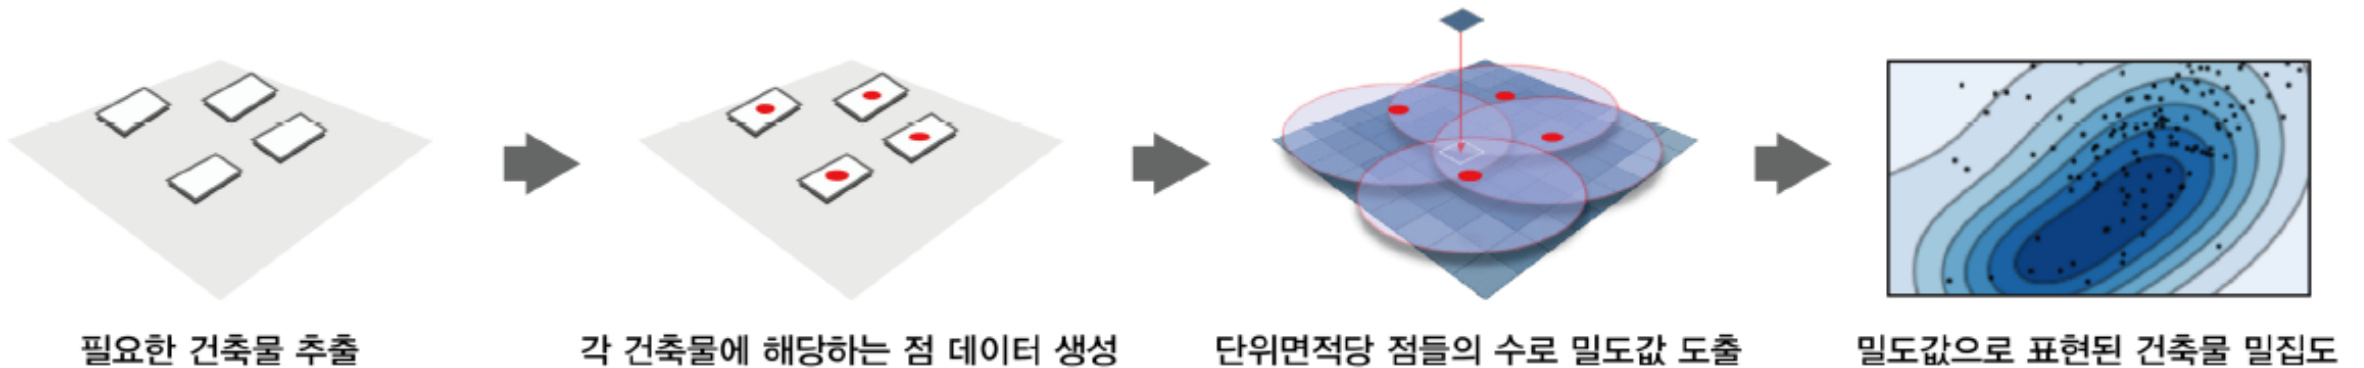 필요한 건축물 추출
각 건축물에 해당하는 점 데이터 생성
단위면적당 점들의 수로 밀도값 도출
밀도값으로 표현된 건축물 밀집도